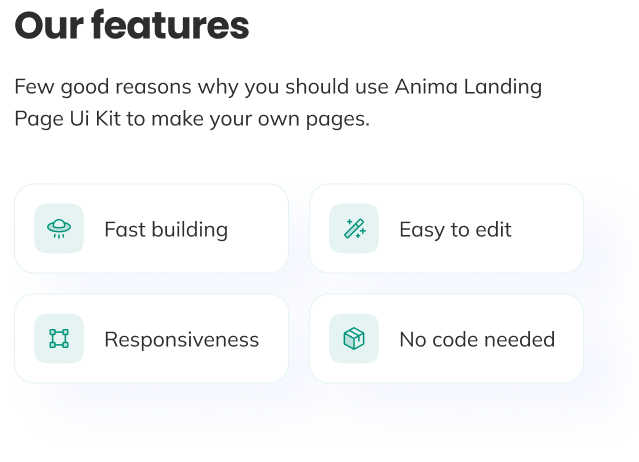 Our features
Few good reasons why you should use Anima Landing
Page Ui Kit to make your own pages.
Fast building
Easy to edit
Responsiveness
No code needed